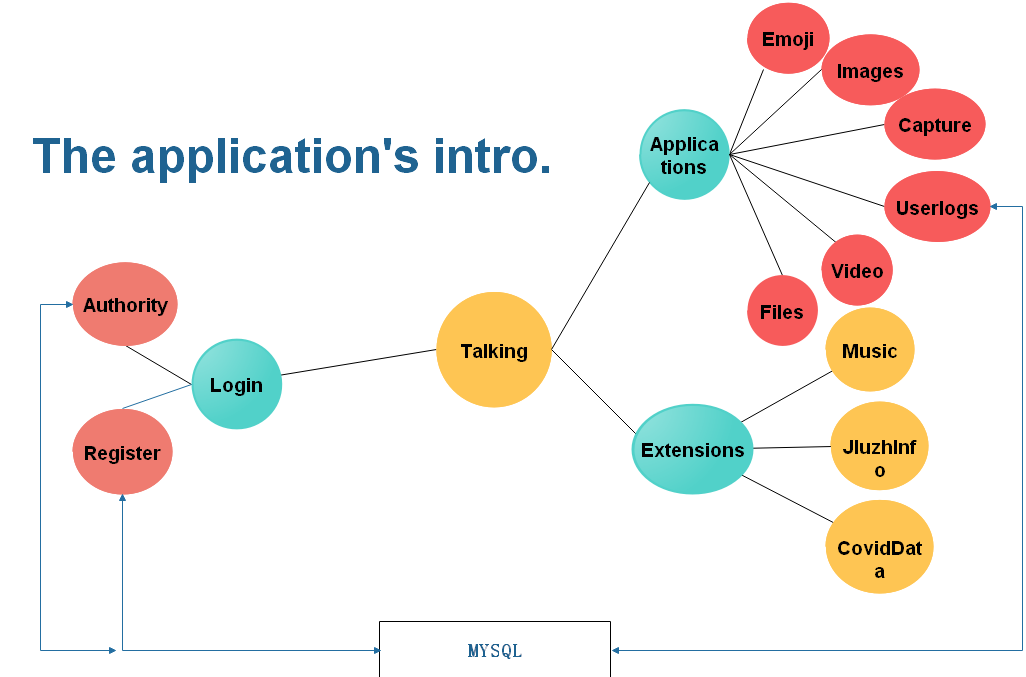 The application's intro.
Emoji
Images
Capture
Applica
tions
Userlogs
Video
Files
Authority
Login
Register
Talking
Music
Extensions
JIuzhInf
o
CovidDat
a
MYSQL